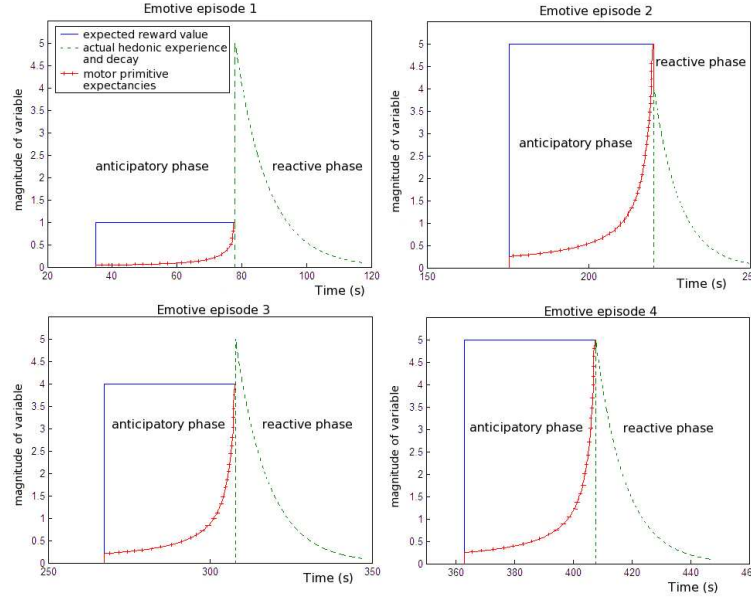 Emotive episode 1
expected reward value
actual hedonic experience
and decay
motor primitive
expectancies
magnitude of variable
5
4.5
4
3.5
3
2.5
2
1.5
1
0.5
0
anticipatory phase
reactive phase
20 40 60 80 100 120
Time (s)
Emotive episode 2
magnitude of variable
5
4.5
4
3.5
3
2.5
2
1.5
1
0.5
0
reactive phase
anticipatory phase
150 200 250
Time (s)
Emotive episode 3
magnitude of variable
5
4.5
4
3.5
3
2.5
2
1.5
1
0.5
0
anticipatory phase
reactive phase
250 300 350
Time (s)
Emotive episode 4
magnitude of variable
5
4.5
4
3.5
3
2.5
2
1.5
1
0.5
0
anticipatory phase
reactive phase
360 380 400 420 440
Time (s)